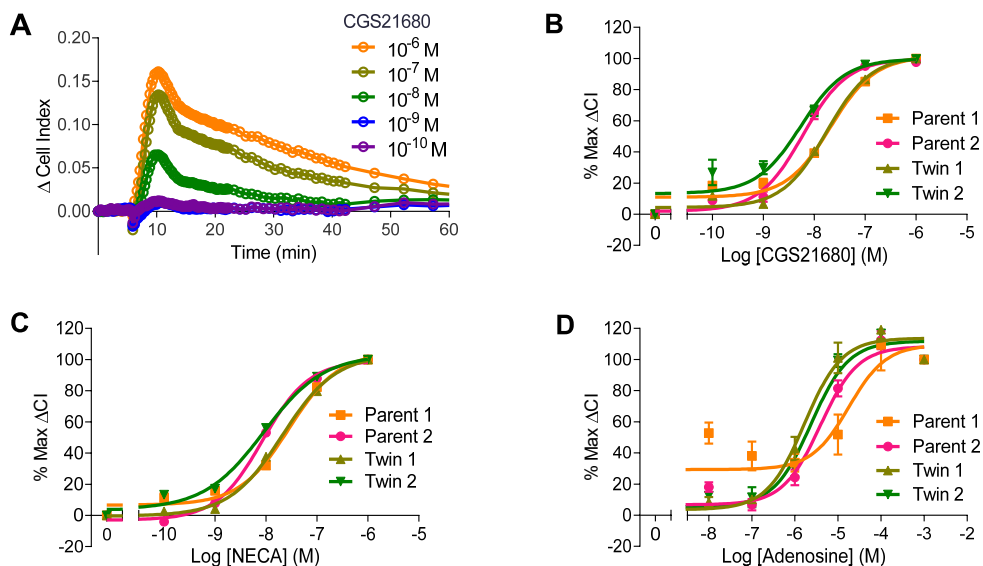 A
CGS21680
10-6 M
10-7 M
10-8 M
10-9 M
10-10 M
Δ Cell Index
0.20
0.15
0.10
0.05
0.00
10 20 30 40 50 60
Time (min)
B
% Max ΔCI
120
100
80
60
40
20
0
-20
Parent 1
Parent 2
Twin 1
Twin 2
0 -10 -9 -8 -7 -6 -5
Log [CGS21680] (M)
C
% Max ΔCI
120
100
80
60
40
20
0
-20
Parent 1
Parent 2
Twin 1
Twin 2
0 -10 -9 -8 -7 -6 -5
Log [NECA] (M)
D
% Max ΔCI
120
100
80
60
40
20
0
-20
Parent 1
Parent 2
Twin 1
Twin 2
0 -8 -7 -6 -5 -4 -3 -2
Log [Adenosine] (M)